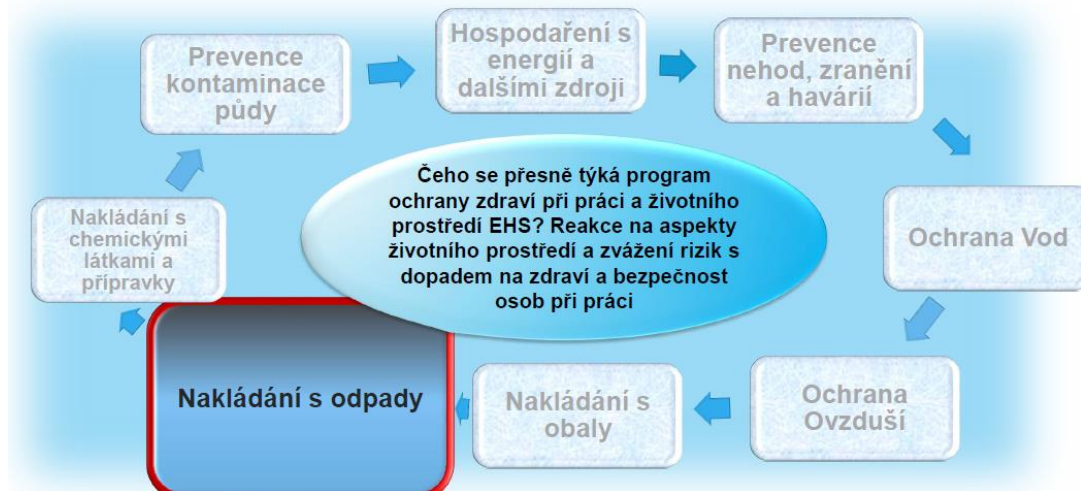 Prevence
kontaminace
půdy
Hospodaření s
energií a
dalšími zdroji
Prevence
nehod, zranění
a havárií
Čeho se přesně týká program
ochrany zdraví při práci a životního
prostředí EHS? Reakce na aspekty
životního prostředí a zvážení rizik s
dopadem na zdraví a bezpečnost
osob při práci
Nakládání s
chemickými
látkami a
přípravky
Ochrana Vod
Nakládání s odpady
Nakládání s
obaly
Ochrana
Ovzduší